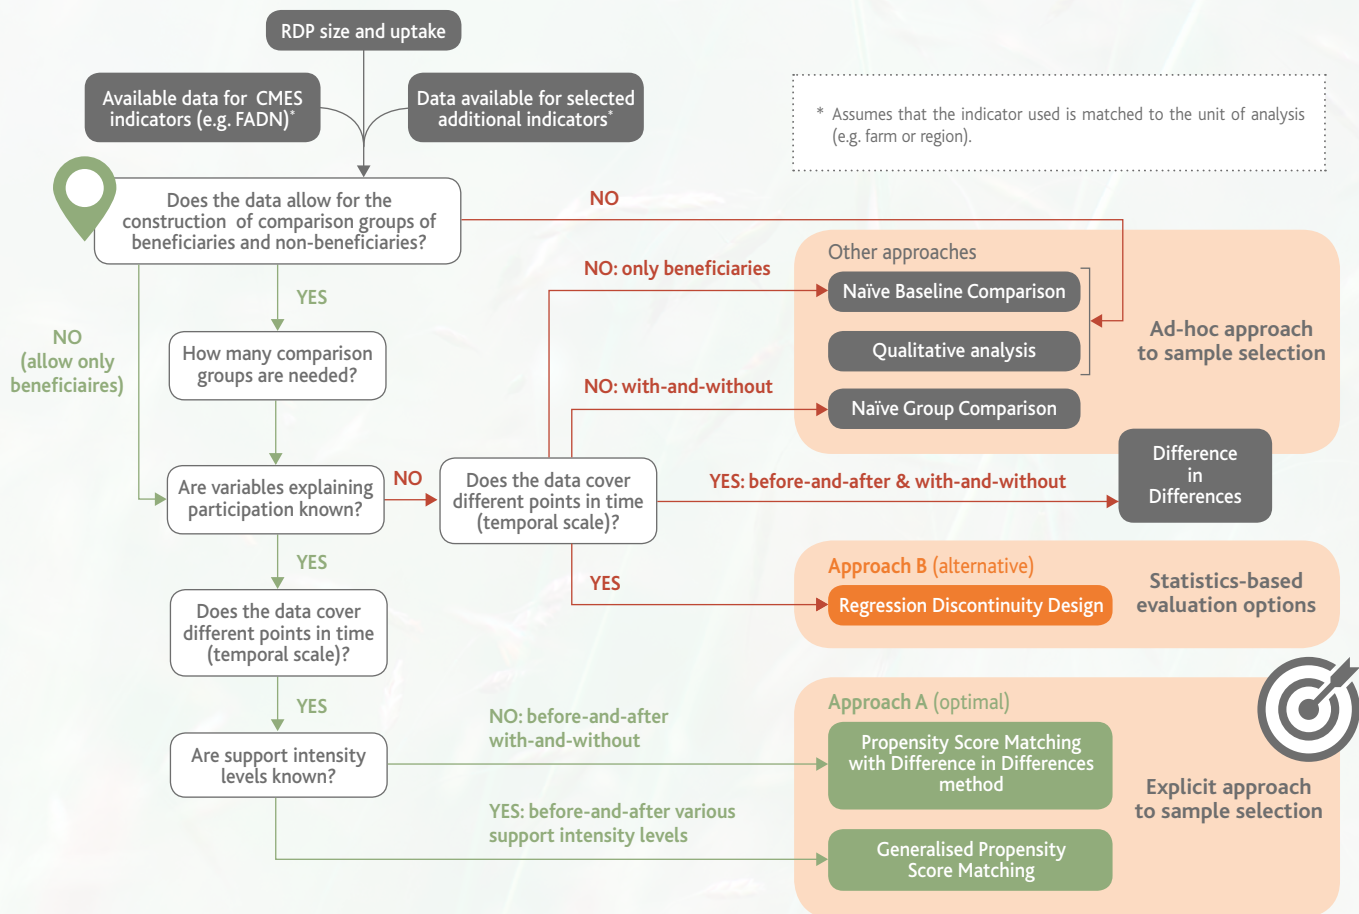 RDP size and uptake
Available data for CMES
indicators (e.g. FADN)*
Data available for selected
additional indicators*
* Assumes that the indicator used is matched to the unit of analysis
(e.g. farm or region).
Does the data allow for the
construction of comparison groups of
beneficiaries and non-beneficiaries?
NO
YES
NO
(allow only
beneficiaires)
How many comparison
groups are needed?
Are variables explaining
participation known?
NO
Does the data cover
different points in time
(temporal scale)?
NO: only beneficiaries
NO: with-and-without
YES: before-and-after & with-and-without
YES
Other approaches
Naïve Baseline Comparison
Qualitative analysis
Naïve Group Comparison
Ad-hoc approach
to sample selection
Difference
in
Differences
Approach B (alternative)
Regression Discontinuity Design
Statistics-based
evaluation options
YES
Does the data cover
different points in time
(temporal scale)?
YES
Are support intensity
levels known?
NO: before-and-after
with-and-without
YES: before-and-after various
support intensity levels
Approach A (optimal)
Propensity Score Matching
with Difference in Differences
method
Generalised Propensity
Score Matching
Explicit approach
to sample selection